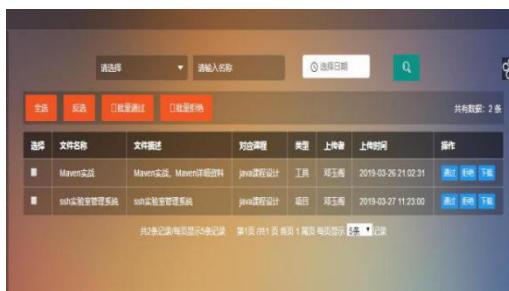 请选择 请输入名称 选择日期
全选 反选 批量通过 批量拒绝 共有数据：2 条
选择 文件名称 文件描述 对应课程 类型 上传者 上传时间 操作
Maven实战 Maven实战，Maven详细资料 java课程设计 工具 邓玉梅 2019-03-26 21:02:31 通过 拒绝 下载
ssh实验室管理系统 ssh实验室管理系统 java课程设计 项目 邓玉梅 2019-03-27 11:23:00 通过 拒绝 下载
共2条记录/每页显示5条记录 第1页 /共1 页 首页 1 尾页 每页显示 5条 记录